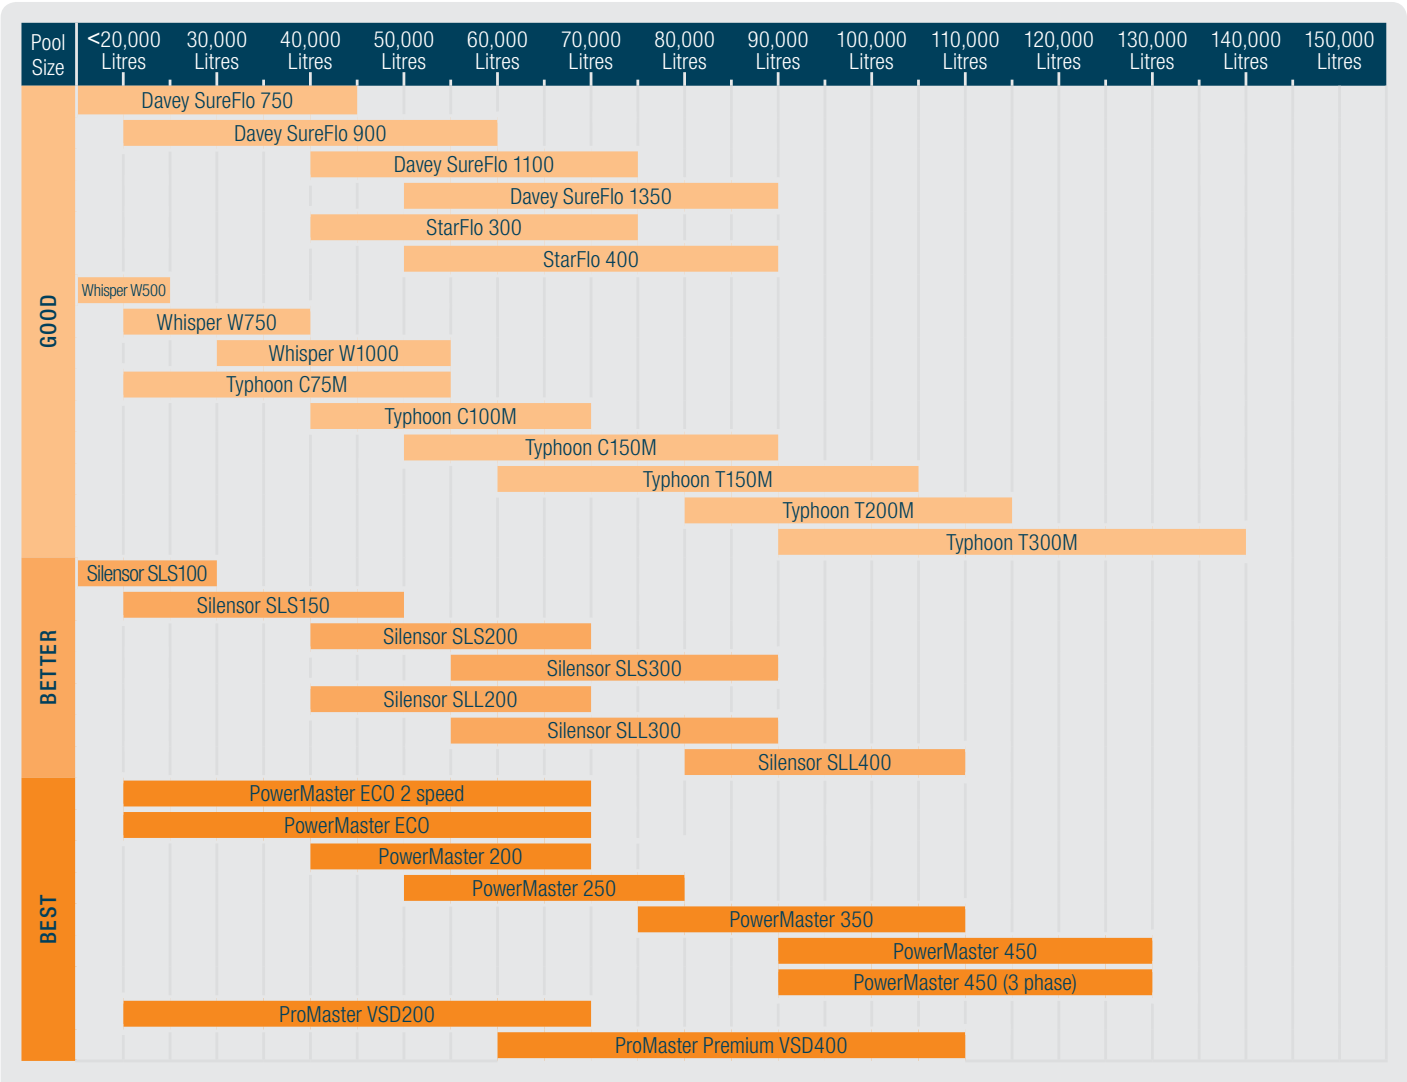 Pool
Size
<20,000
Litres
30,000
Litres
40,000
Litres
50,000
Litres
60,000
Litres
70,000
Litres
80,000
Litres
90,000
Litres
100,000
Litres
110,000
Litres
120,000
Litres
130,000
Litres
140,000
Litres
150,000
Litres
GOOD
Davey SureFlo 750
Davey SureFlo 900
Davey SureFlo 1100
Davey SureFlo 1350
StarFlo 300
StarFlo 400
Whisper W500
Whisper W750
Whisper W1000
Typhoon C75M
Typhoon C100M
Typhoon C150M
Typhoon T150M
Typhoon T200M
Typhoon T300M
BETTER
Silensor SLS100
Silensor SLS150
Silensor SLS200
Silensor SLS300
Silensor SLL200
Silensor SLL300
Silensor SLL400
BEST
PowerMaster ECO 2 speed
PowerMaster ECO
PowerMaster 200
PowerMaster 250
PowerMaster 350
PowerMaster 450
PowerMaster 450 (3 phase)
ProMaster VSD200
ProMaster Premium VSD400